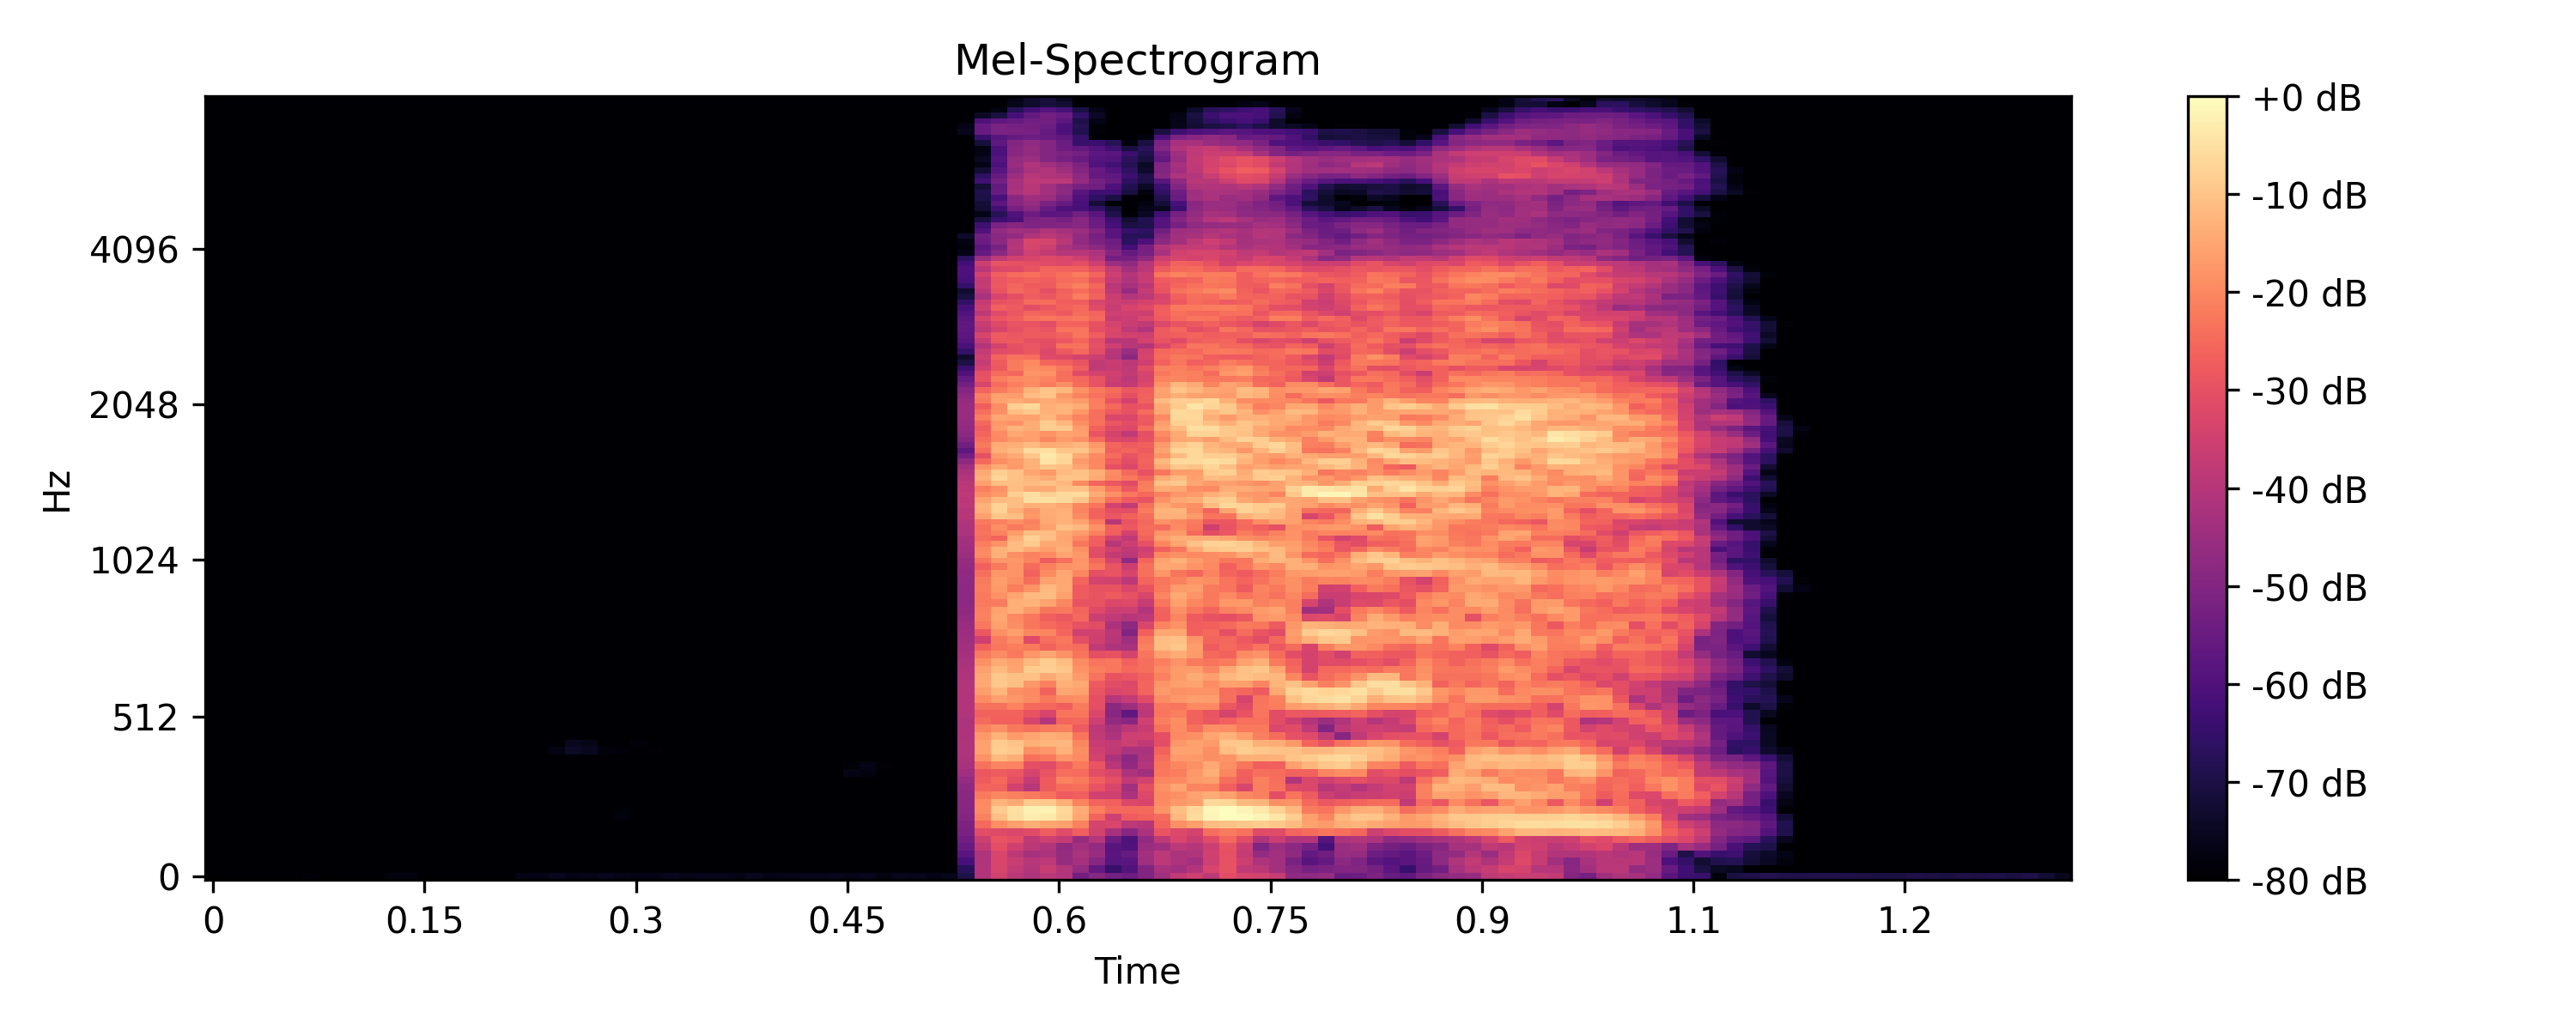 Mel-Spectrogram
+0 dB
-10 dB
-20 dB
-30 dB
-40 dB
-50 dB
-60 dB
-70 dB
-80 dB
4096
2048
1024
512
0
Hz
0 0.15 0.3 0.45 0.6 0.75 0.9 1.1 1.2
Time